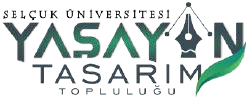 SELÇUK ÜNİVERSİTESİ
YAŞAYAN
TASARIM
TOPLULUĞU